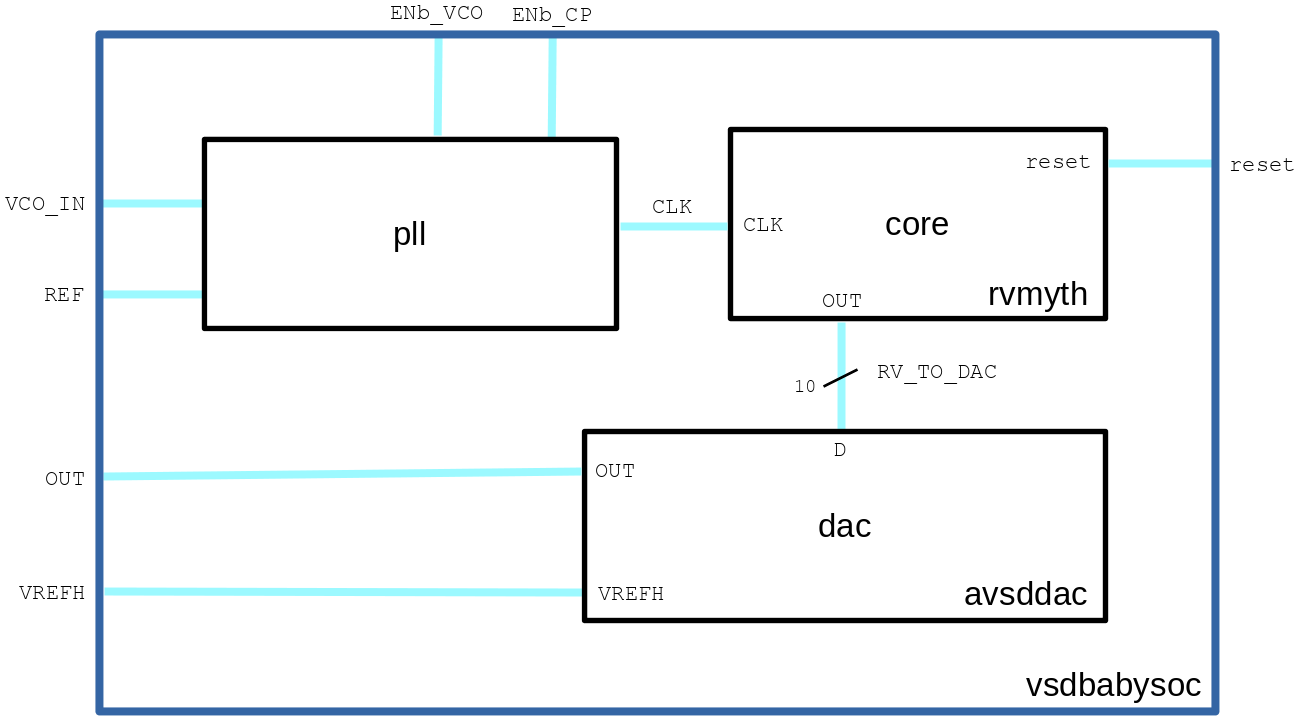 ENb_VCO
ENb_CP
reset
reset
VCO_IN
CLK
CLK
core
pll
REF
rvmyth
OUT
RV_TO_DAC
10
D
OUT
OUT
dac
VREFH
VREFH
avsddac
vsdbabysoc